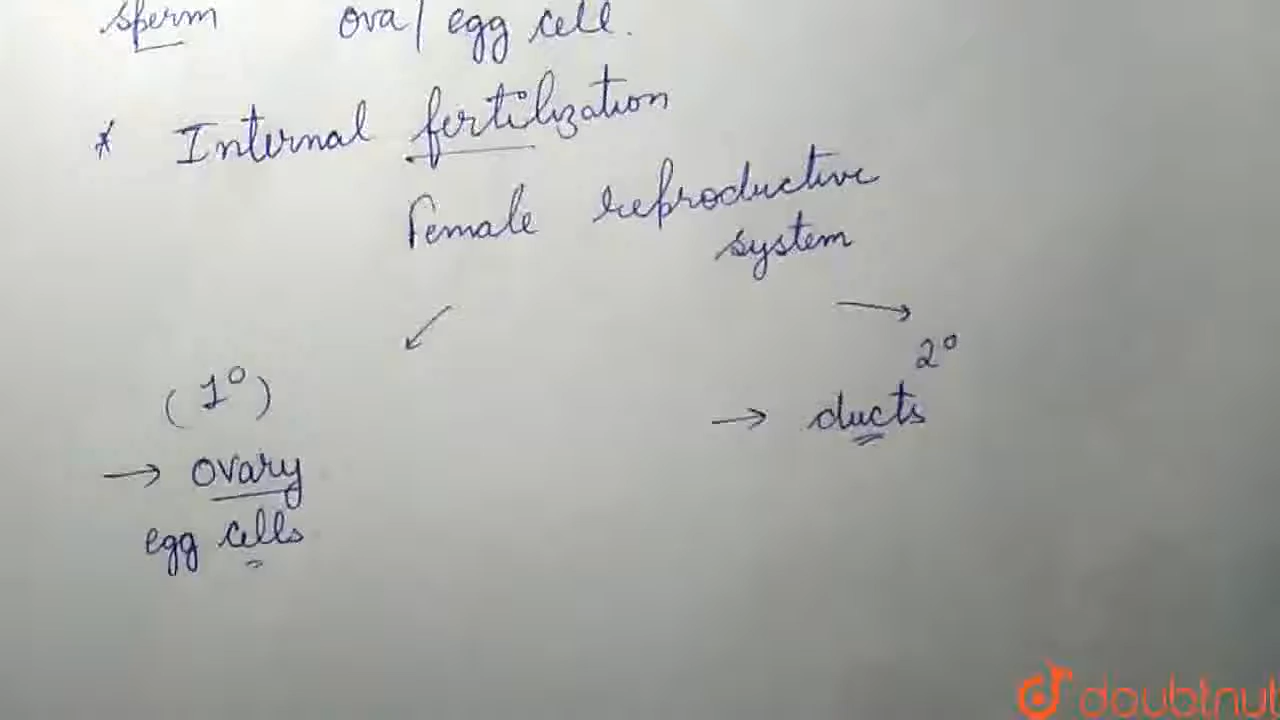 sperm ova/ egg cell.
* Internal fertilization
Female reproductive
system
(1°)
2°
→ ovary
→ ducts
egg cells
doubtnut